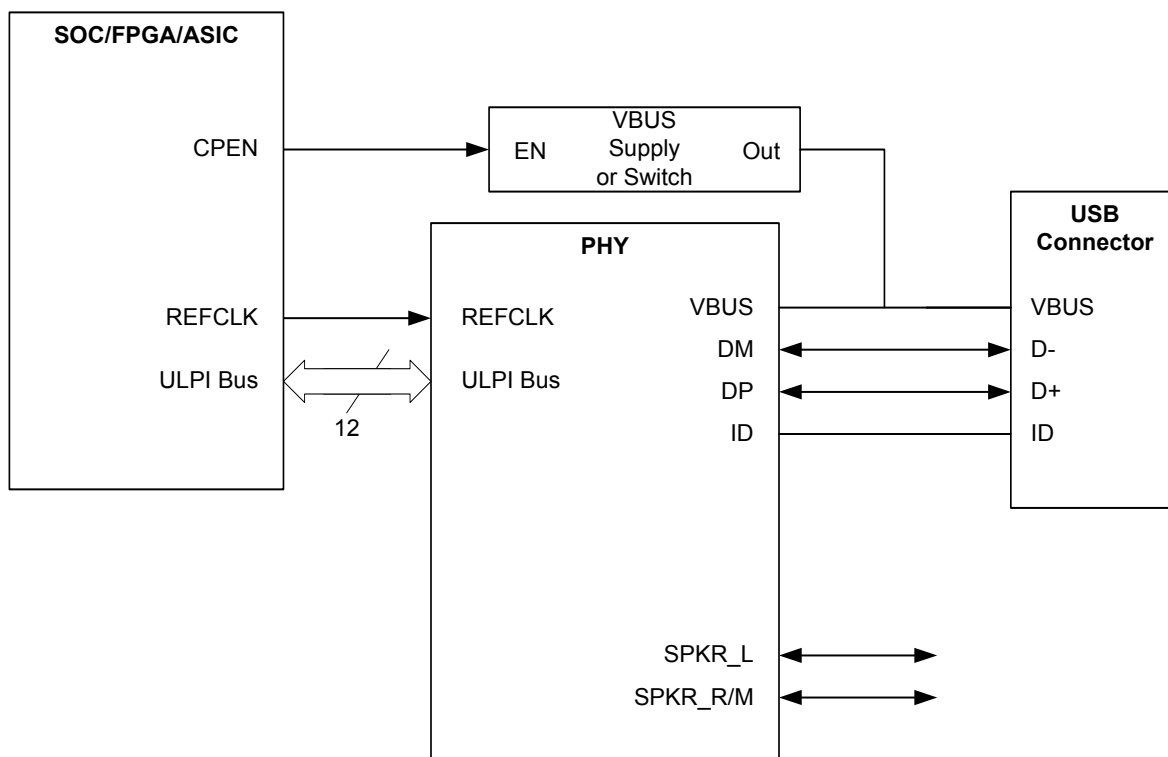 SOC/FPGA/ASIC
CPEN
REFCLK
ULPI Bus
12
EN
VBUS
Supply
or Switch
Out
PHY
REFCLK
ULPI Bus
VBUS
DM
DP
ID
SPKR_L
SPKR_R/M
USB
Connector
VBUS
D-
D+
ID